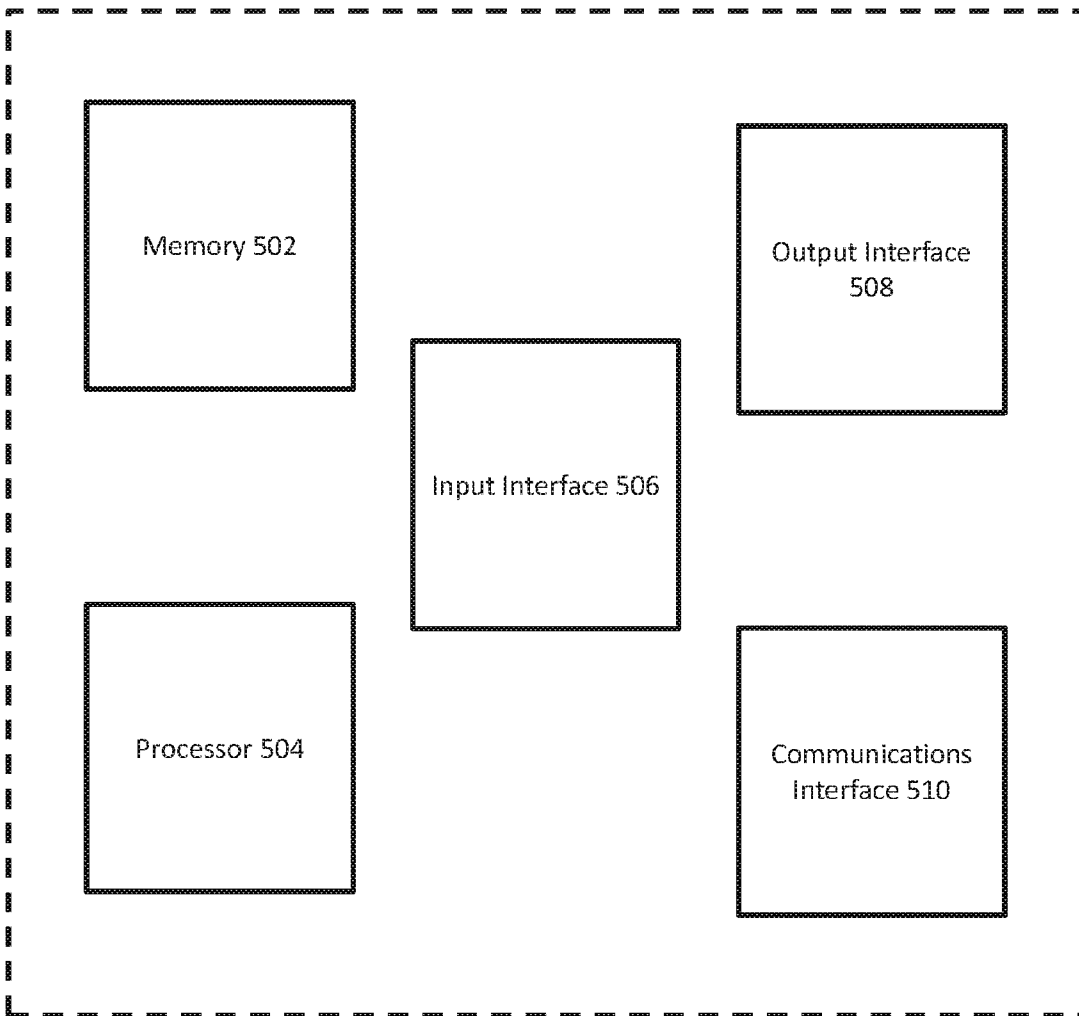 Memory 502
Output Interface
508
Input Interface 506
Processor 504
Communications
Interface 510